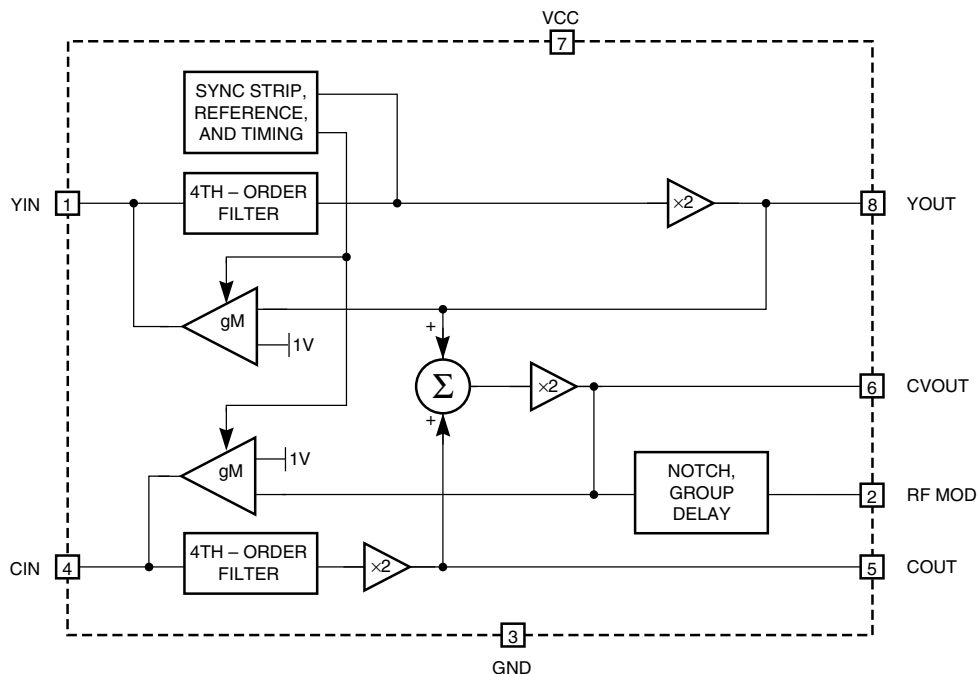 VCC
7
SYNC STRIP,
REFERENCE,
AND TIMING
YIN
1
4TH – ORDER
FILTER
×2
8
YOUT
gM
1V
+
Σ
+
×2
6
CVOUT
gM
1V
NOTCH,
GROUP
DELAY
2
RF MOD
CIN
4
4TH – ORDER
FILTER
×2
5
COUT
3
GND